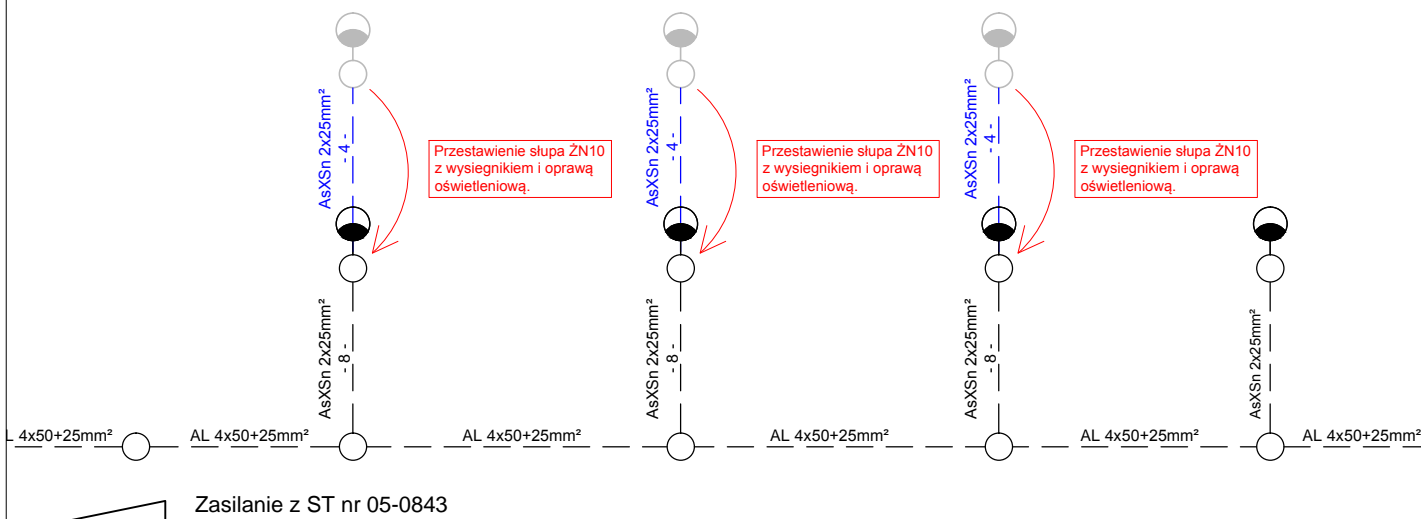 AsXSn 2x25mm²
- 4 -
Przestawienie słupa ŻN10
z wysiegnikiem i oprawą
oświetleniową.
AsXSn 2x25mm²
- 4 -
Przestawienie słupa ŻN10
z wysiegnikiem i oprawą
oświetleniową.
AsXSn 2x25mm²
- 4 -
Przestawienie słupa ŻN10
z wysiegnikiem i oprawą
oświetleniową.
AsXSn 2x25mm²
- 8 -
AsXSn 2x25mm²
- 8 -
AsXSn 2x25mm²
- 8 -
AsXSn 2x25mm²
L 4x50+25mm²
AL 4x50+25mm²
AL 4x50+25mm²
AL 4x50+25mm²
AL 4x50+25mm²
AL 4x50+25mm²
Zasilanie z ST nr 05-0843